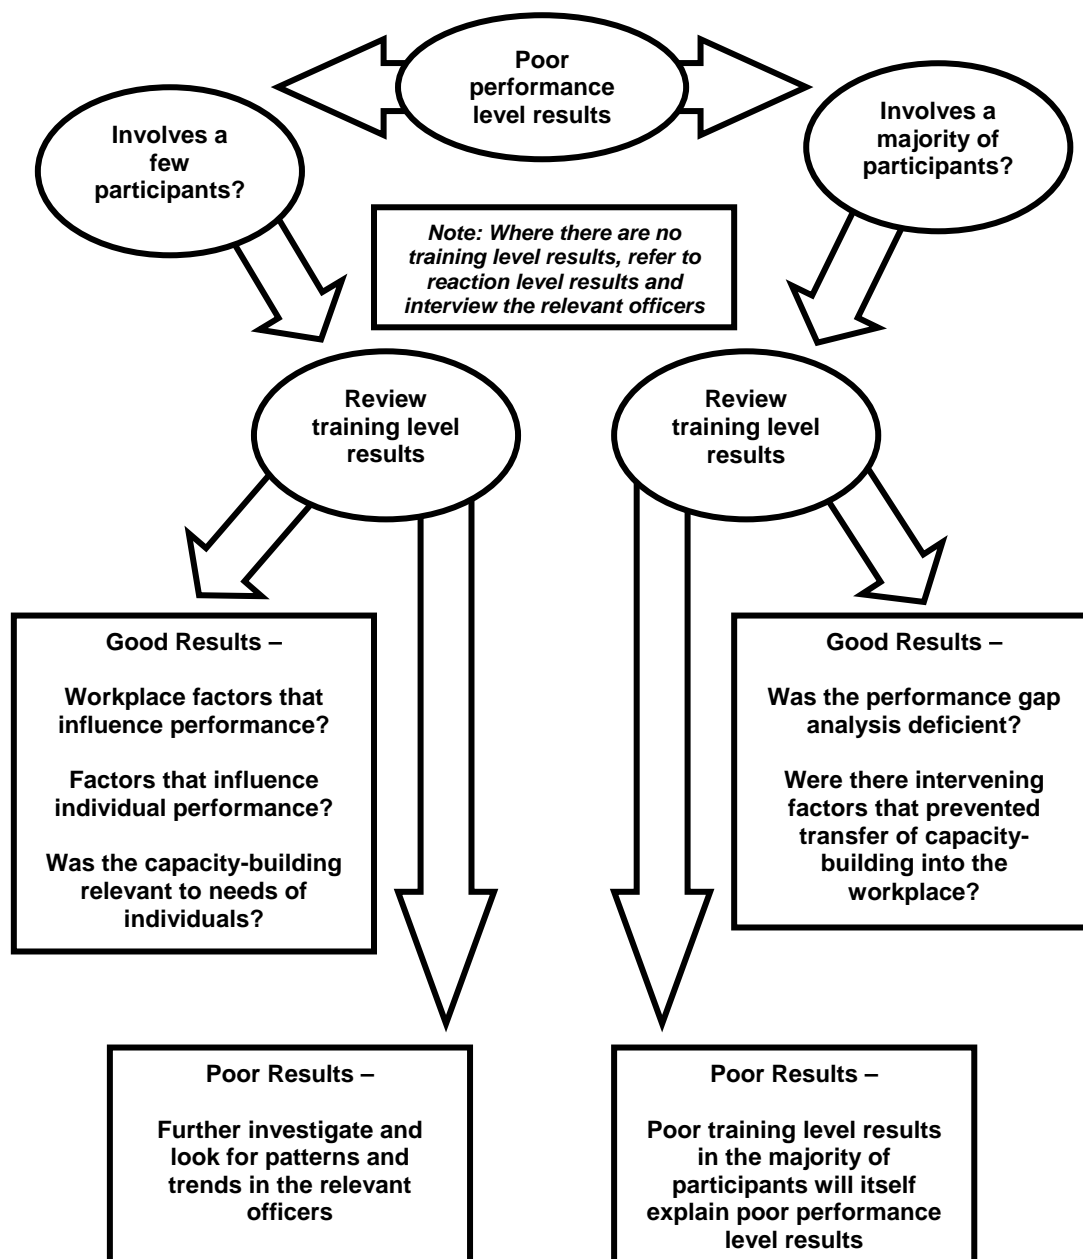 Poor
performance
level results
Involves a
few
participants?
Involves a
majority of
participants?
Note: Where there are no
training level results, refer to
reaction level results and
interview the relevant officers
Review
training level
results
Review
training level
results
Good Results –
Workplace factors that
influence performance?
Factors that influence
individual performance?
Was the capacity-building
relevant to needs of
individuals?
Good Results –
Was the performance gap
analysis deficient?
Were there intervening
factors that prevented
transfer of capacity-
building into the
workplace?
Poor Results –
Further investigate and
look for patterns and
trends in the relevant
officers
Poor Results –
Poor training level results
in the majority of
participants will itself
explain poor performance
level results